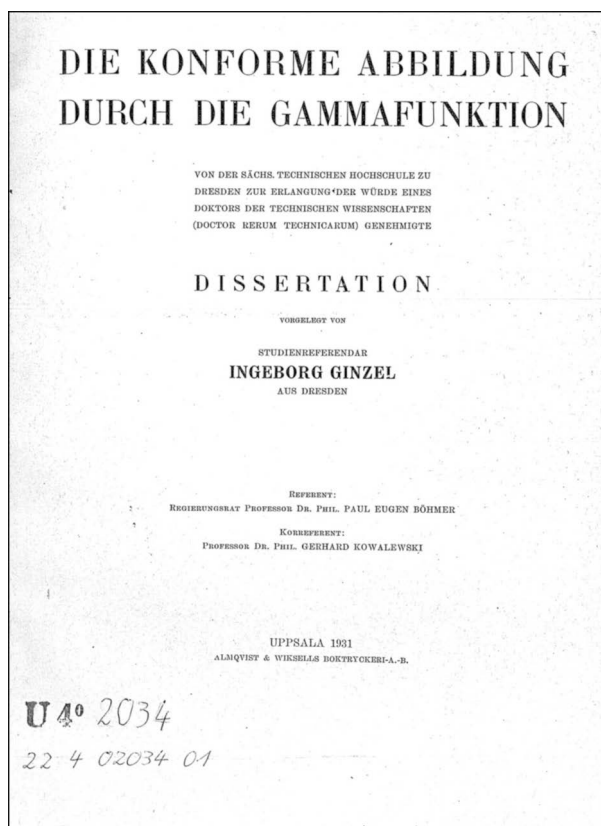 DIE KONFORME ABBILDUNG
DURCH DIE GAMMAFUNKTION
VON DER SÄCHS. TECHNISCHEN HOCHSCHULE ZU
DRESDEN ZUR ERLANGUNG DER WÜRDE EINES
DOKTORS DER TECHNISCHEN WISSENSCHAFTEN
(DOCTOR RERUM TECHNICARUM) GENEHMIGTE
DISSERTATION
VORGELEGT VON
STUDIENREFERENDAR
INGEBORG GINZEL
AUS DRESDEN
REFERENT:
REGIERUNGSRAT PROFESSOR DR. PHIL. PAUL EUGEN BÖHMER
KORREFERENT:
PROFESSOR DR. PHIL. GERHARD KOWALEWSKI
UPPSALA 1931
ALMQVIST & WIKSELLS BOKTRYCKERI-A.-B.
U 4⁰ 2034
22 4 02034 01